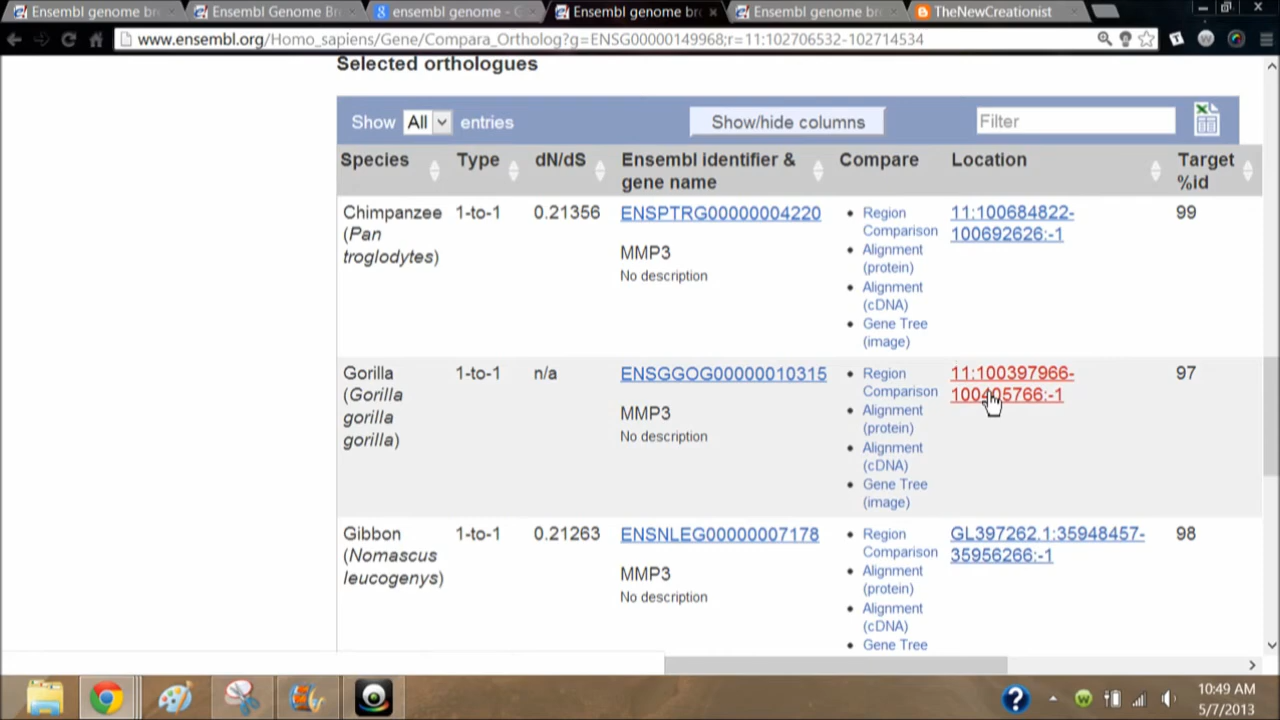 Ensembl genome bro
Ensembl Genome Bro
ensembl genome - G
Ensembl genome bro
Ensembl genome bro
TheNewCreationist
www.ensembl.org/Homo_sapiens/Gene/Compara_Ortholog?g=ENSG00000149968;r=11:102706532-102714534
Selected orthologues
Show All entries
Show/hide columns
Filter
Species
Type
dN/dS
Ensembl identifier &
gene name
Compare
Location
Target
%id
Chimpanzee
(Pan
troglodytes)
1-to-1
0.21356
ENSPTRG00000004220
MMP3
No description
Region
Comparison
Alignment
(protein)
Alignment
(cDNA)
Gene Tree
(image)
11:100684822-
100692626:-1
99
Gorilla
(Gorilla
gorilla
gorilla)
1-to-1
n/a
ENSGGOG00000010315
MMP3
No description
Region
Comparison
Alignment
(protein)
Alignment
(cDNA)
Gene Tree
(image)
11:100397966-
100405766:-1
97
Gibbon
(Nomascus
leucogenys)
1-to-1
0.21263
ENSNLEG00000007178
MMP3
No description
Region
Comparison
Alignment
(protein)
Alignment
(cDNA)
Gene Tree
GL397262.1:35948457-
35956266:-1
98
10:49 AM
5/7/2013